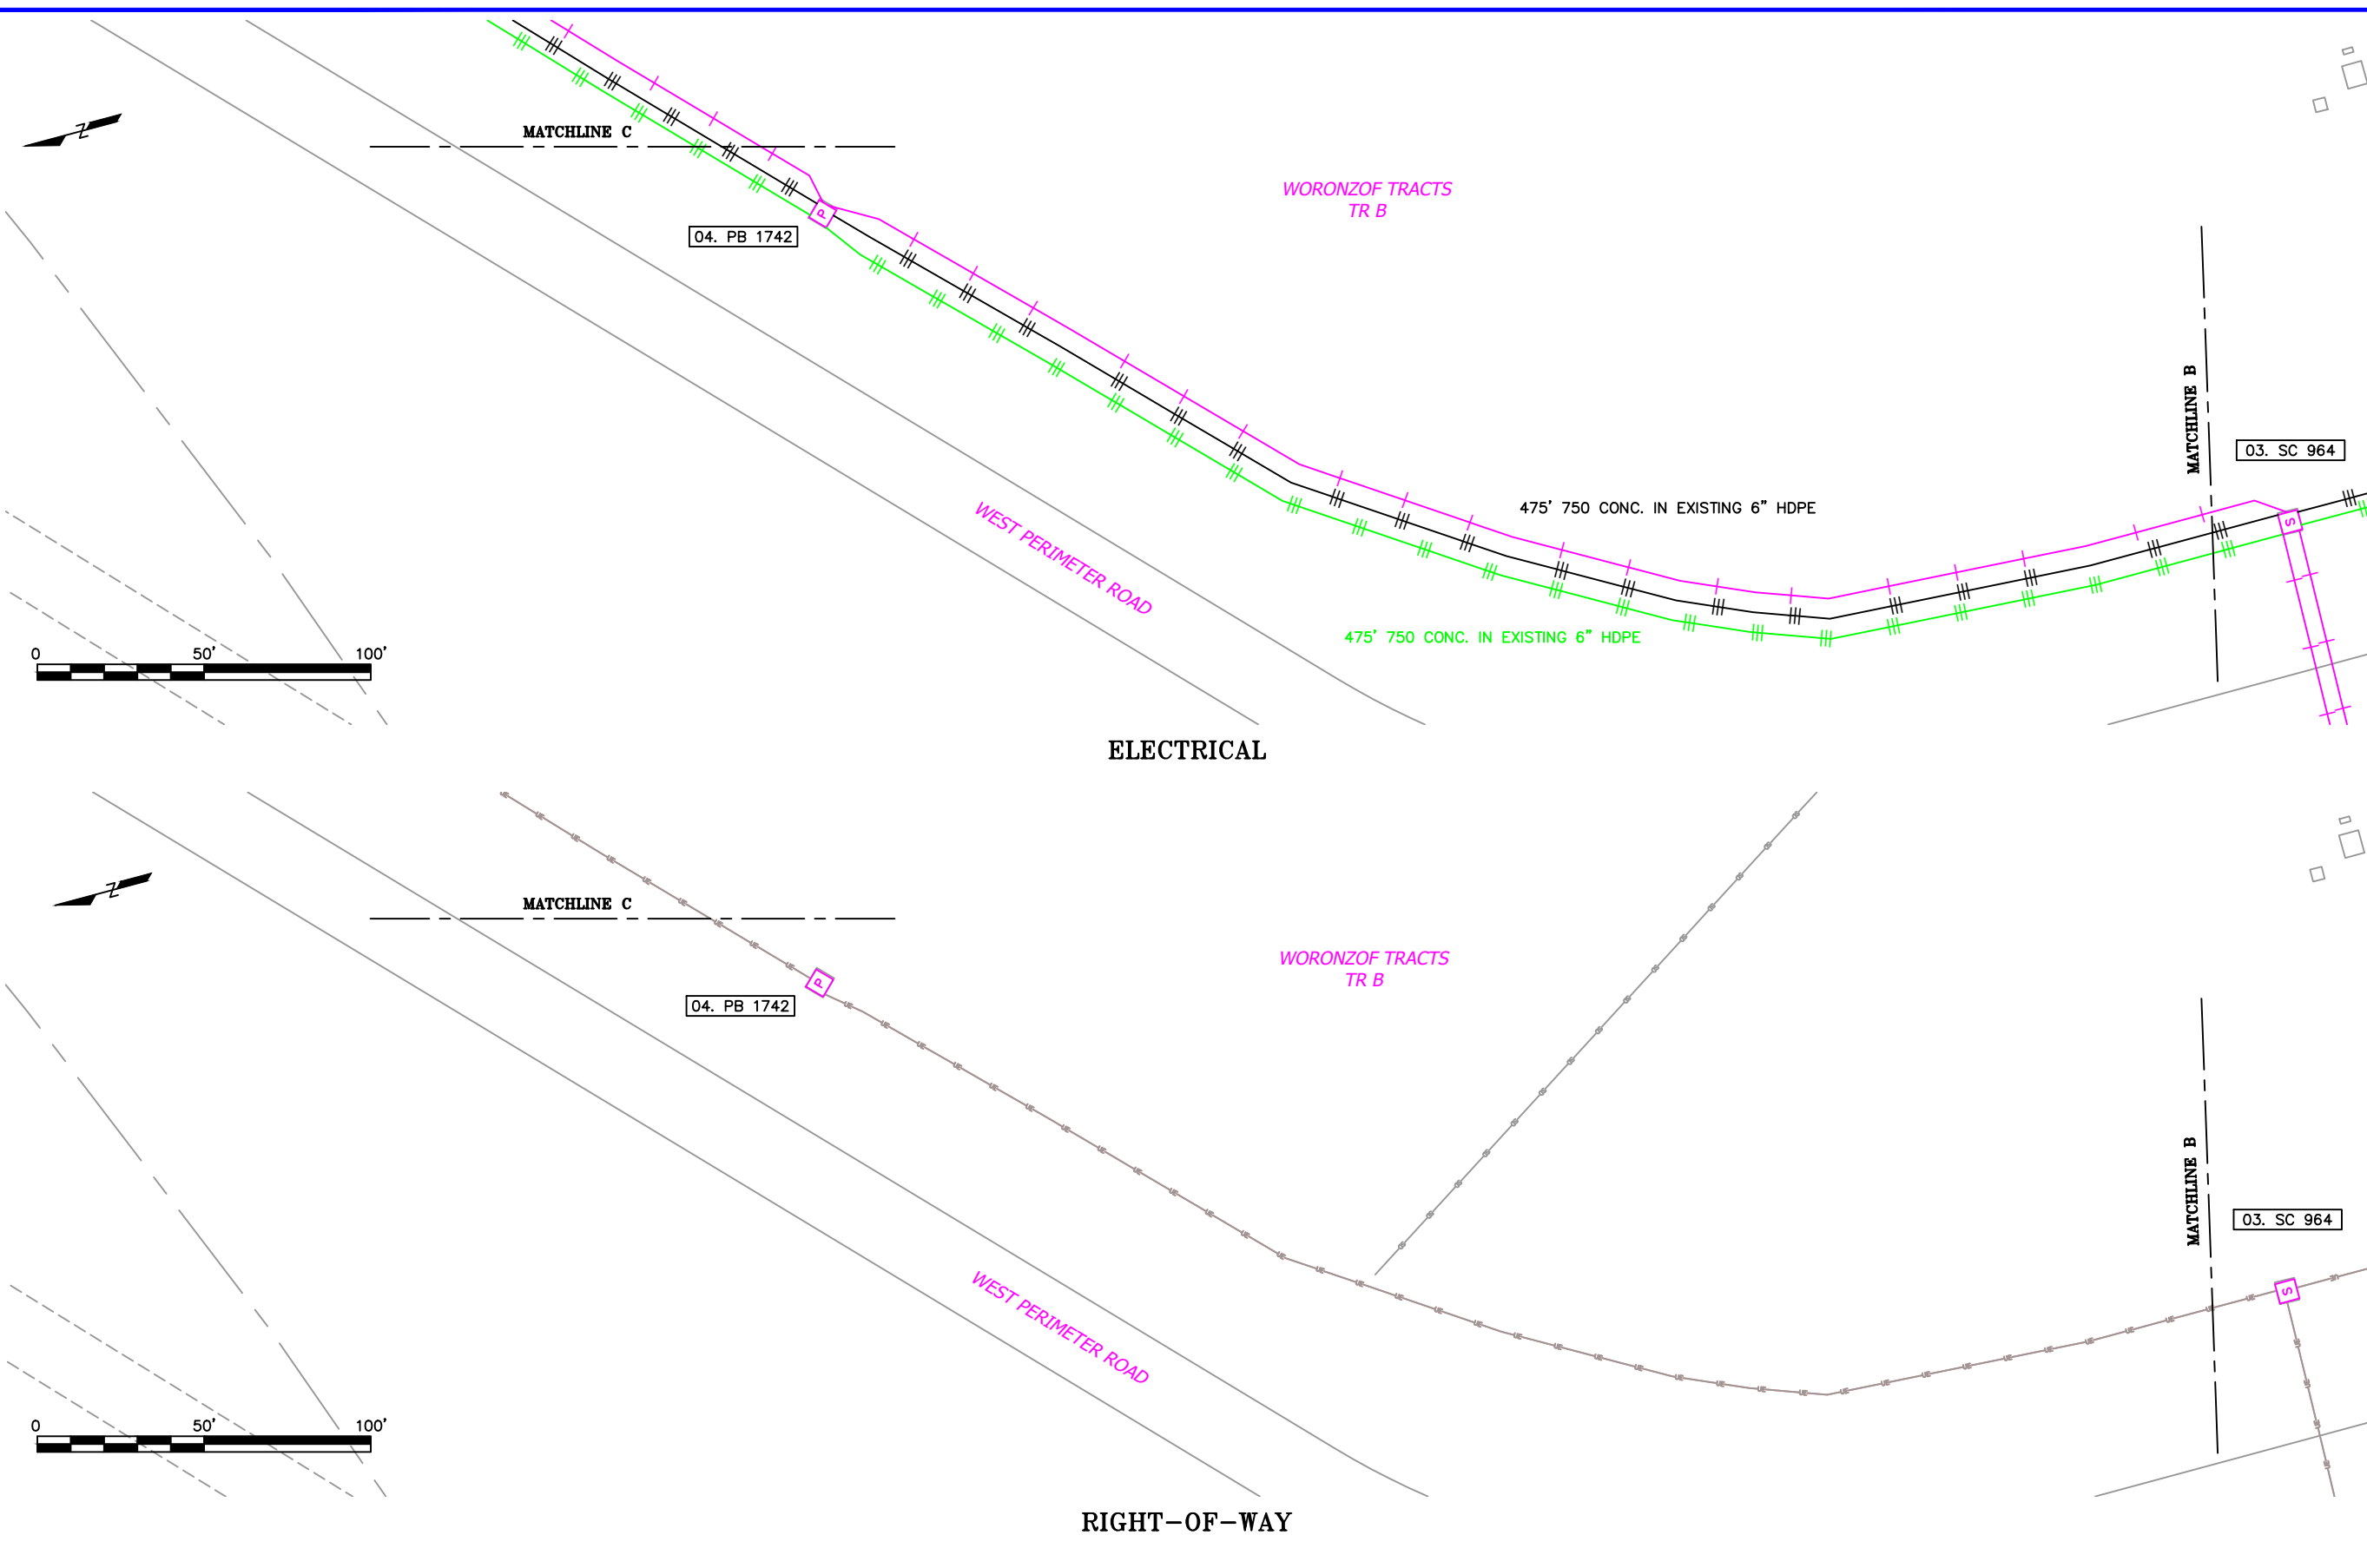 Z
MATCHLINE C
WORONZOF TRACTS
TR B
P
04. PB 1742
MATCHLINE B
03. SC 964
475' 750 CONC. IN EXISTING 6" HDPE
S
WEST PERIMETER ROAD
475' 750 CONC. IN EXISTING 6" HDPE
0 50' 100'
ELECTRICAL
Z
MATCHLINE C
WORONZOF TRACTS
TR B
P
04. PB 1742
MATCHLINE B
03. SC 964
S
WEST PERIMETER ROAD
0 50' 100'
RIGHT-OF-WAY